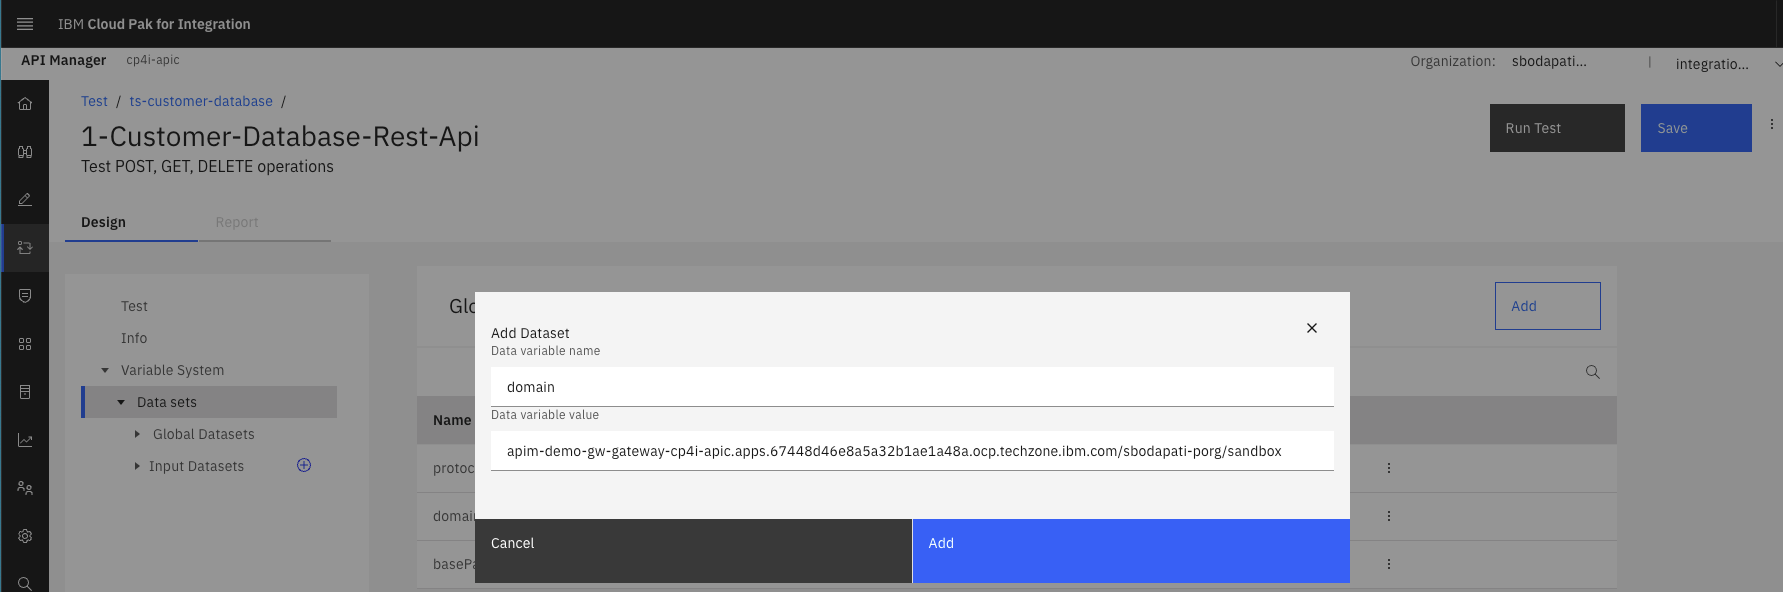 IBM Cloud Pak for Integration
API Manager cp4i-apic
Organization: sbodapati... | integratio...
Test / ts-customer-database /
1-Customer-Database-Rest-Api
Test POST, GET, DELETE operations
Run Test
Save
Design
Report
Test
Info
Variable System
Data sets
Global Datasets
Input Datasets
Glo
Add
Name
protoc
domai
baseP
Add Dataset
Data variable name
domain
Data variable value
apim-demo-gw-gateway-cp4i-apic.apps.67448d46e8a5a32b1ae1a48a.ocp.techzone.ibm.com/sbodapati-porg/sandbox
Cancel
Add